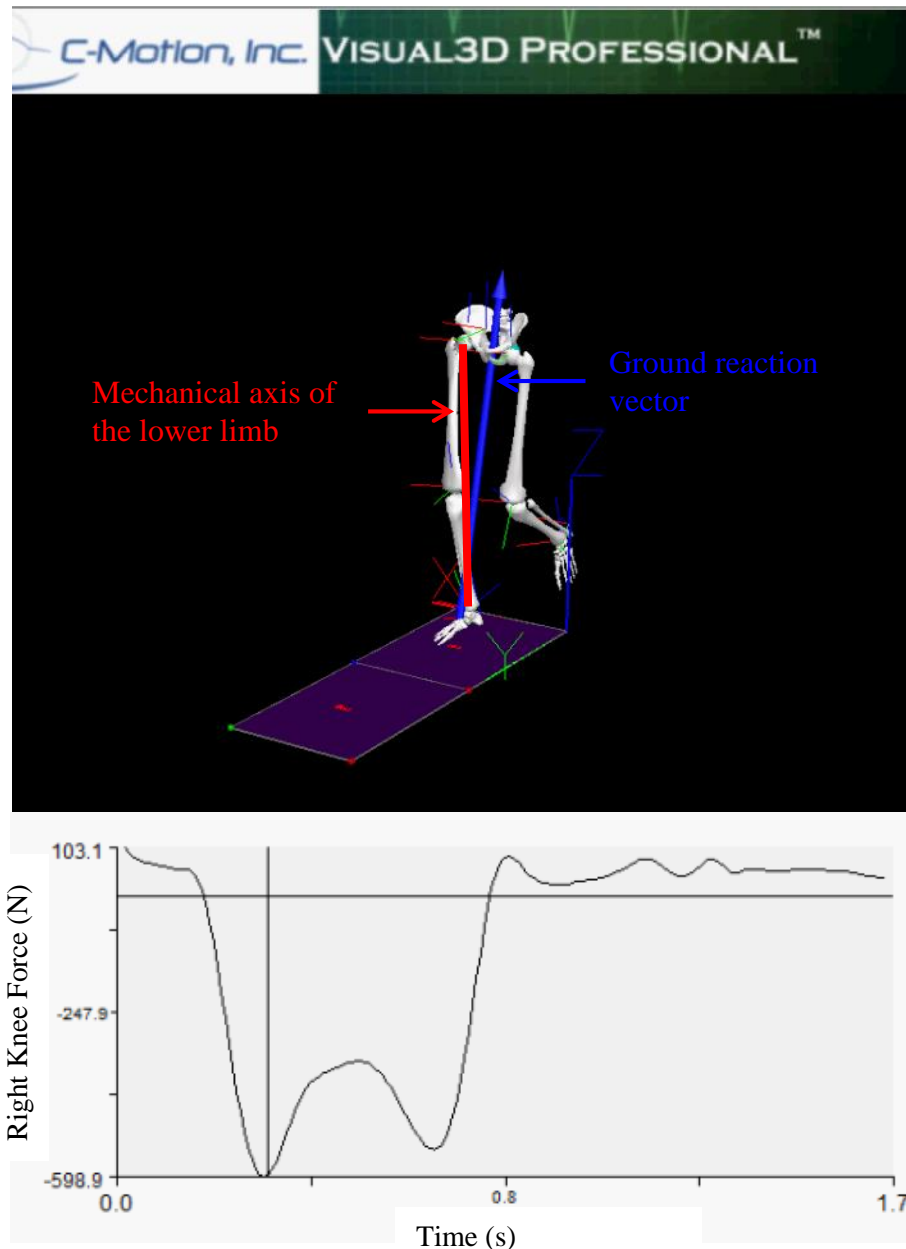 C-Motion, Inc. VISUAL3D PROFESSIONAL™
Ground reaction
vector
Mechanical axis of
the lower limb
Z
X
Y
103.1
-247.9
-598.9
Right Knee Force (N)
0.0
0.8
1.7
Time (s)